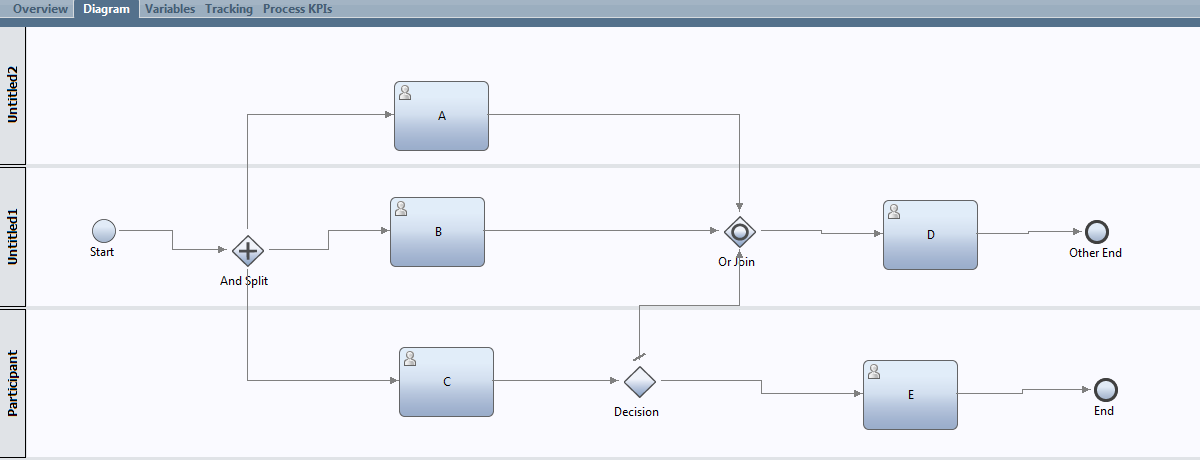 Overview Diagram Variables Tracking Process KPIs
Untitled2
A
Untitled1
Start
And Split
B
Or Join
D
Other End
Participant
C
Decision
E
End